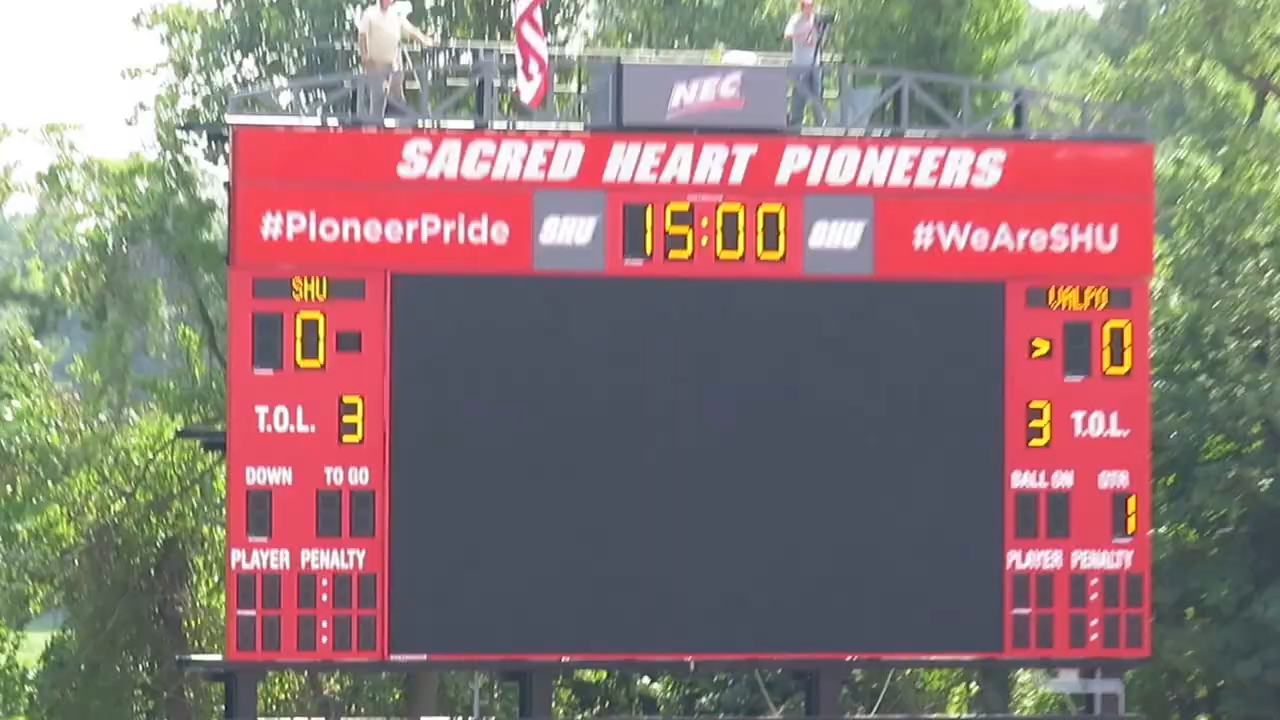 NEC
SACRED HEART PIONEERS
#PioneerPride SHU 15:00 SHU #WeAreSHU
SHU VALPO
0 > 0
T.O.L. 3 3 T.O.L.
DOWN TO GO BALL ON QTR
1
PLAYER PENALTY PLAYER PENALTY
: :
: :